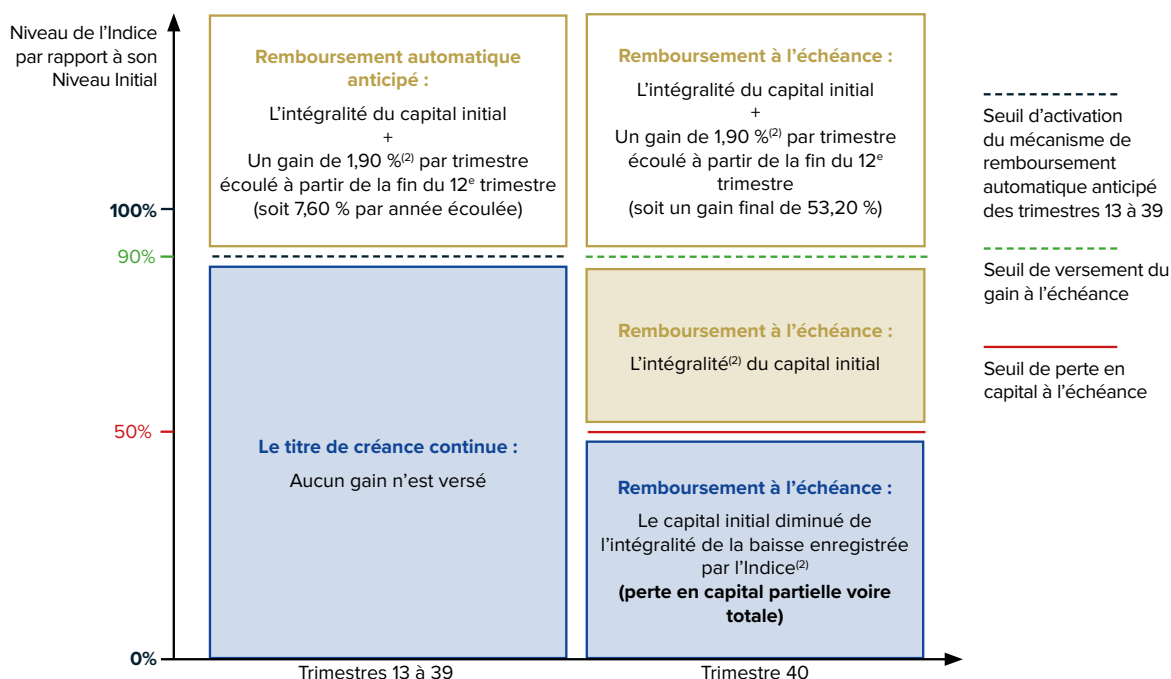 Niveau de l’Indice
par rapport à son
Niveau Initial
100%
90%
50%
0%
Remboursement automatique
anticipé :
L’intégralité du capital initial
+
Un gain de 1,90 %⁽²⁾ par trimestre
écoulé à partir de la fin du 12ᵉ trimestre
(soit 7,60 % par année écoulée)
Le titre de créance continue :
Aucun gain n’est versé
Trimestres 13 à 39
Remboursement à l’échéance :
L’intégralité du capital initial
+
Un gain de 1,90 %⁽²⁾ par trimestre
écoulé à partir de la fin du 12ᵉ
trimestre
(soit un gain final de 53,20 %)
Remboursement à l’échéance :
L’intégralité⁽²⁾ du capital initial
Remboursement à l’échéance :
Le capital initial diminué de
l’intégralité de la baisse enregistrée
par l’Indice⁽²⁾
(perte en capital partielle voire
totale)
Trimestre 40
Seuil d’activation
du mécanisme de
remboursement
automatique anticipé
des trimestres 13 à 39
Seuil de versement du
gain à l’échéance
Seuil de perte en
capital à l’échéance